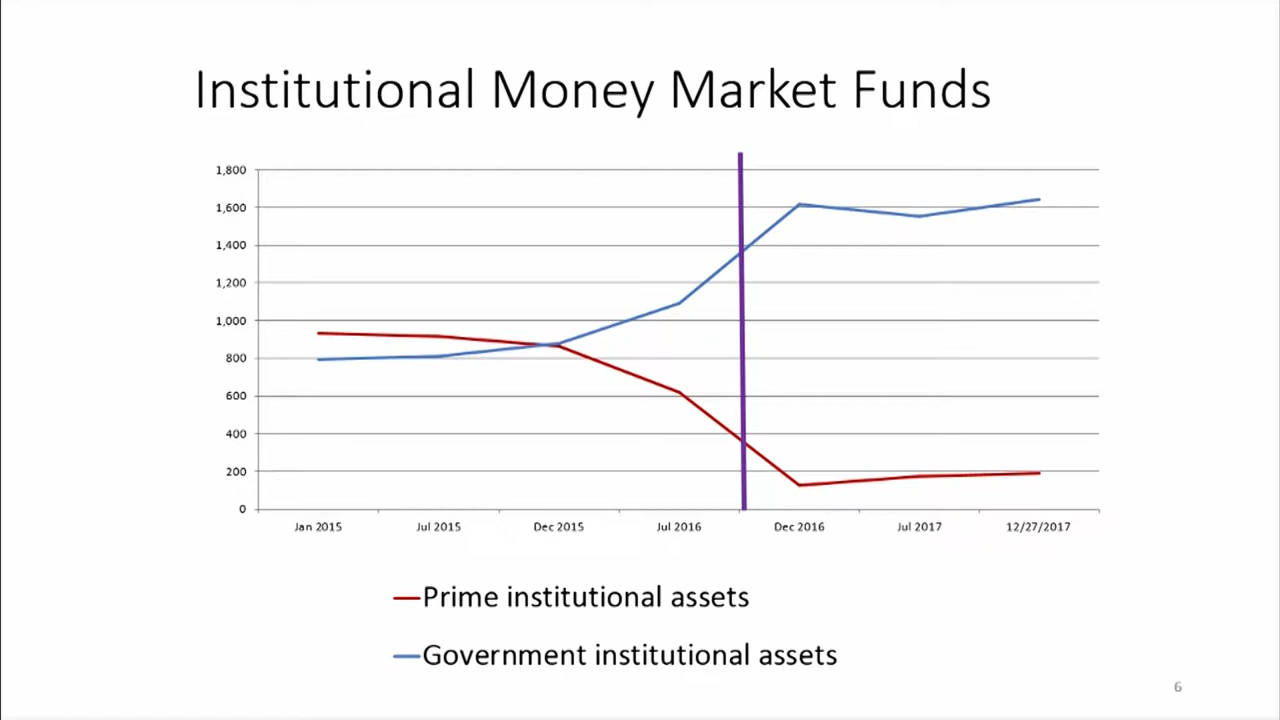 Institutional Money Market Funds
1,800
1,600
1,400
1,200
1,000
800
600
400
200
0
Jan 2015 Jul 2015 Dec 2015 Jul 2016 Dec 2016 Jul 2017 12/27/2017
Prime institutional assets
Government institutional assets
6